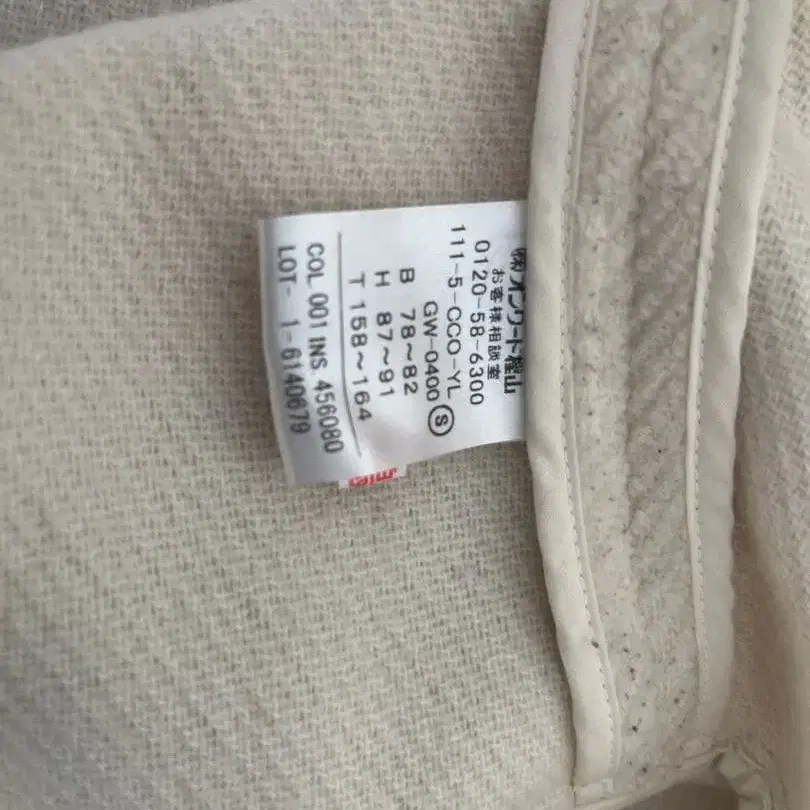 ㈱オンワード樫山
お客様相談室
0120-58-6300
111-5-CCO-YL
GW-0400 Ⓢ
B 78～82
H 87～91
T 158～164
COL 001 INS 456080
LOT- 1-6140679